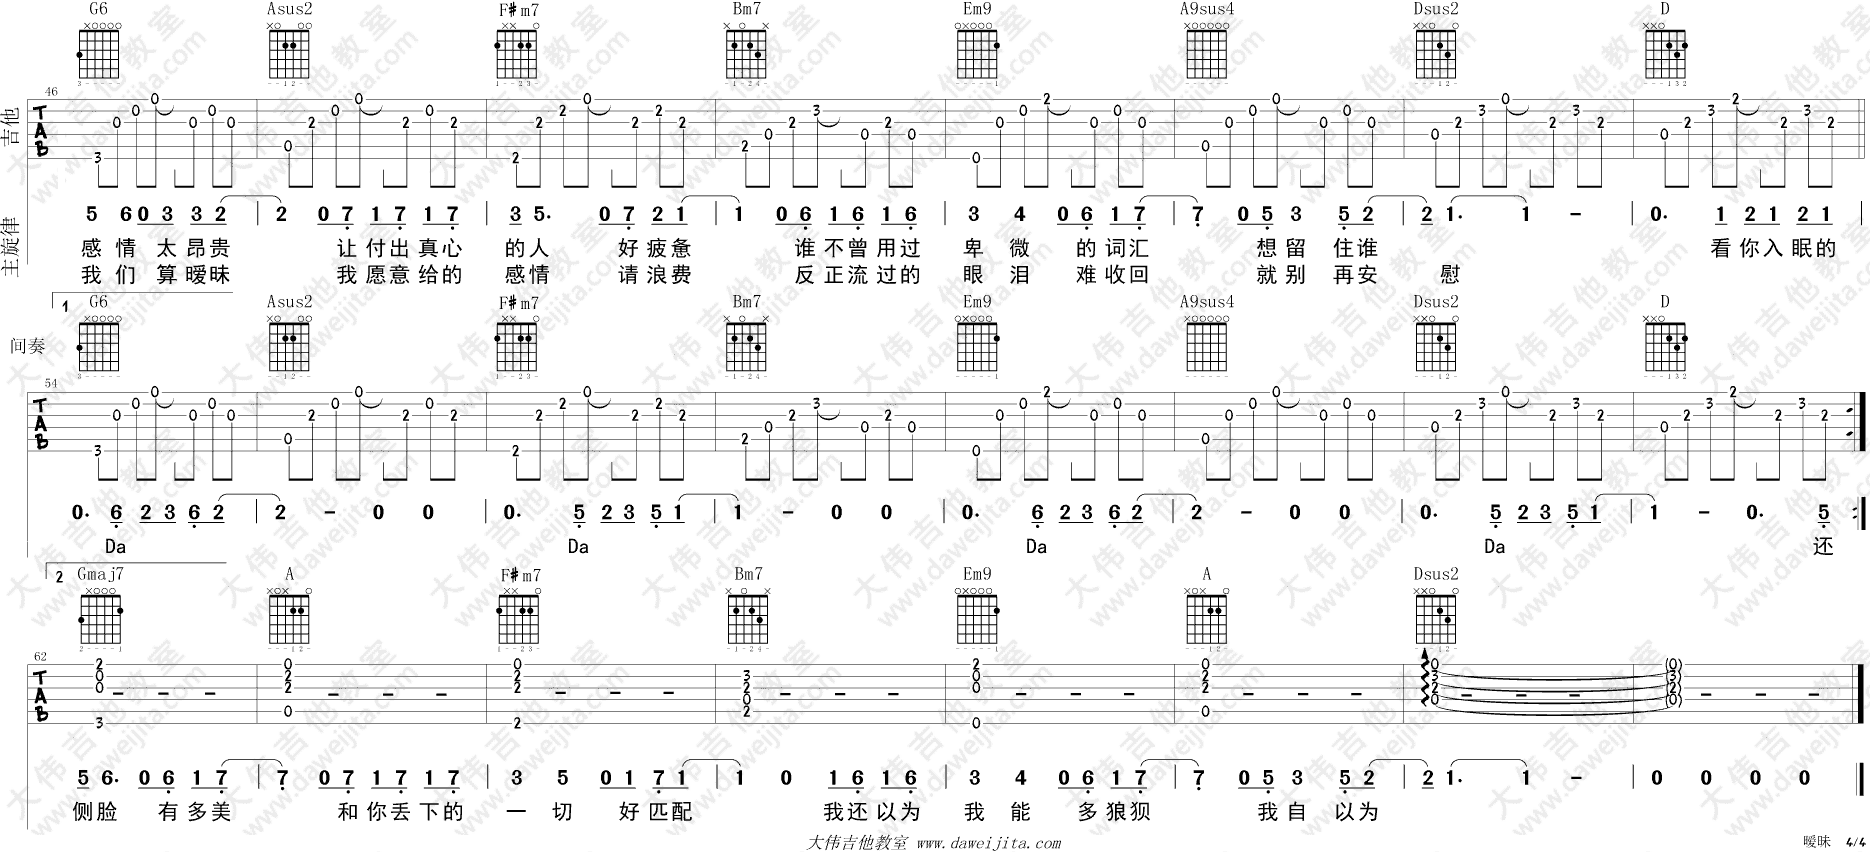 G6 Asus2 F#m7 Bm7 Em9 A9sus4 Dsus2 D
46
吉他 TAB
主旋律 5 6 0 3 3 2 | 2 0 7 1 7 1 7 | 3 5. 0 7 2 1 | 1 0 6 1 6 1 6 | 3 4 0 6 1 7 | 7 0 5 3 5 2 | 2 1. 1 - | 0. 1 2 1 2 1
感 情 太 昂贵 让付出真心 的人 好疲惫 谁不曾用过 卑 微 的词汇 想留 住谁 看你入眠的
我 们 算 暧昧 我愿意给的 感情 请浪费 反正流过的 眼 泪 难收回 就别 再安 慰
1 G6 Asus2 F#m7 Bm7 Em9 A9sus4 Dsus2 D
间奏
54
TAB
0. 6 2 3 6 2 | 2 - 0 0 | 0. 5 2 3 5 1 | 1 - 0 0 | 0. 6 2 3 6 2 | 2 - 0 0 | 0. 5 2 3 5 1 | 1 - 0. 5
Da Da Da Da 还
2 Gmaj7 A F#m7 Bm7 Em9 A Dsus2
62
TAB
5 6. 0 6 1 7 | 7 0 7 1 7 1 7 | 3 5 0 1 7 1 | 1 0 1 6 1 6 | 3 4 0 6 1 7 | 7 0 5 3 5 2 | 2 1. 1 - | 0 0 0 0
侧脸 有多美 和你丢下的 一 切 好匹配 我还以为 我 能 多狼狈 我自 以为
大伟吉他教室 www.daweijita.com 暧昧 4/4